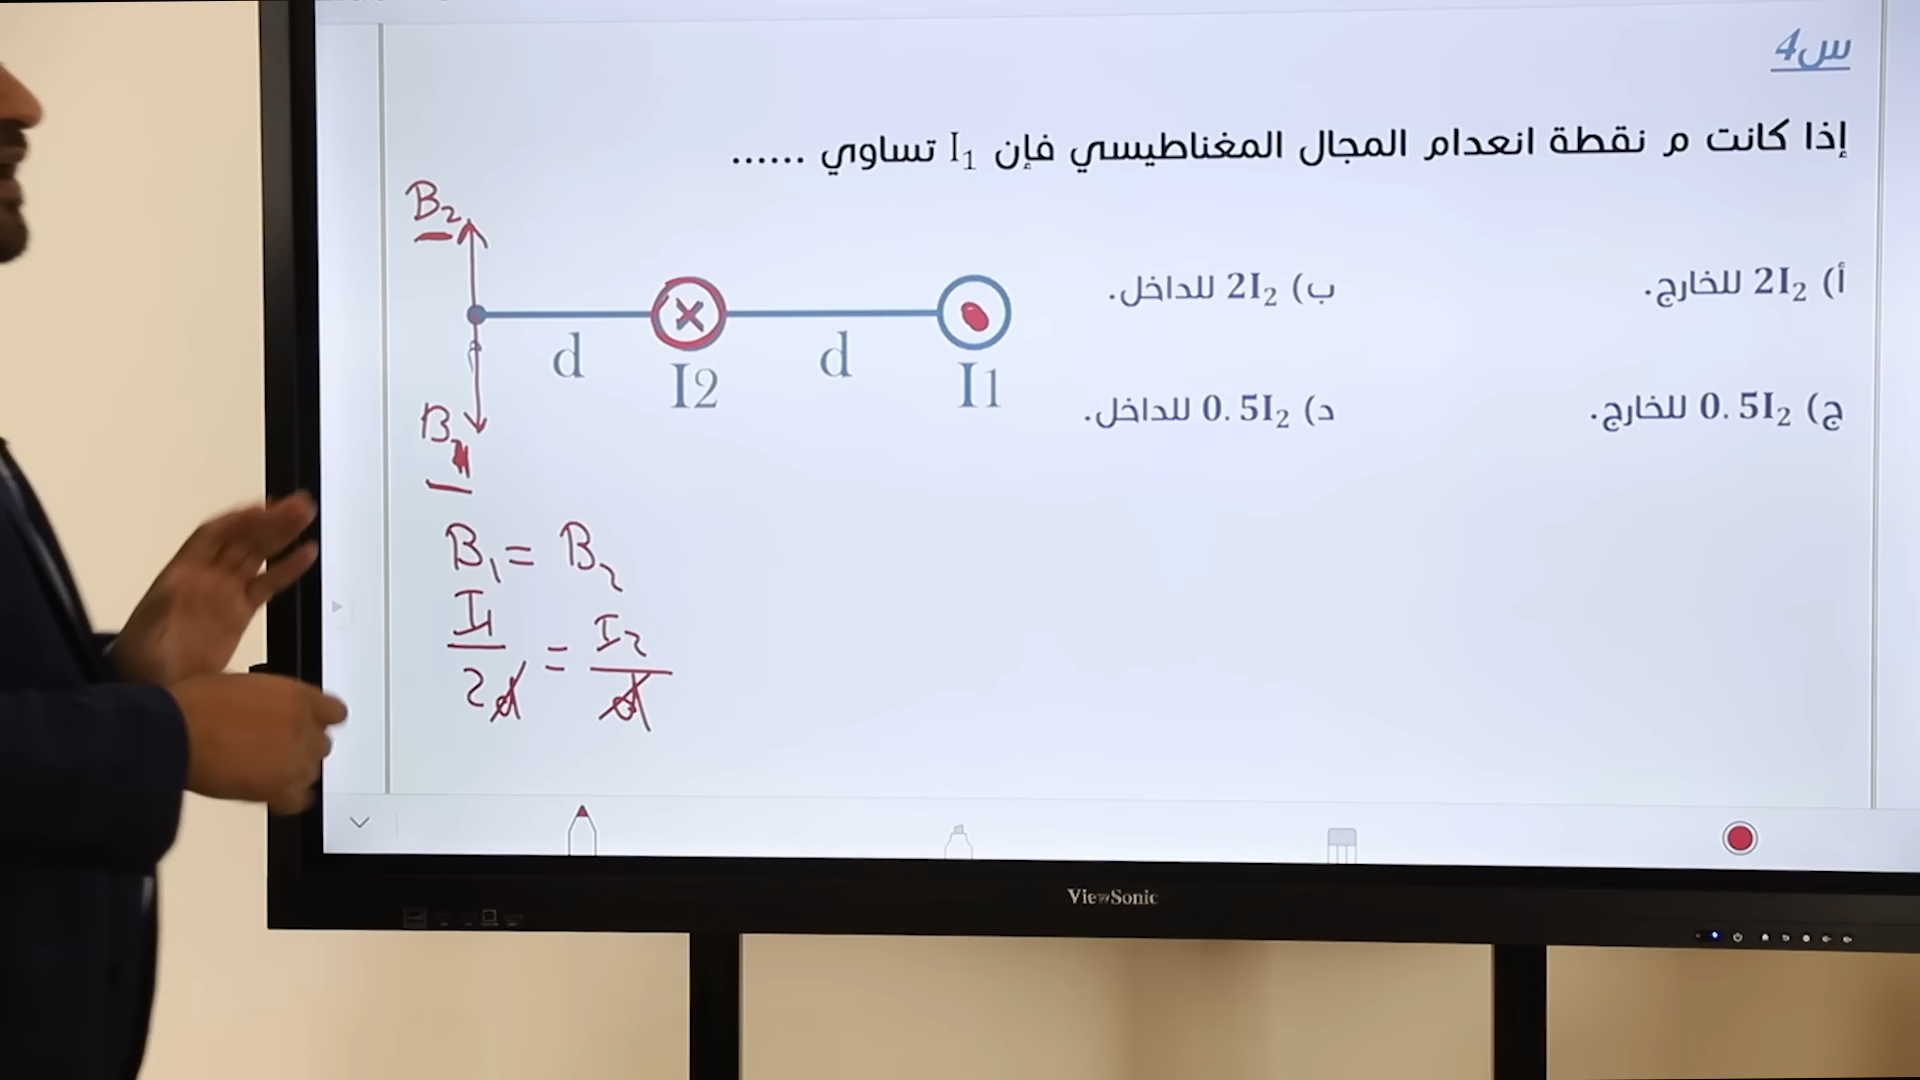 س4
إذا كانت م نقطة انعدام المجال المغناطيسي فإن I₁ تساوي ......
أ) 2I₂ للخارج.
ب) 2I₂ للداخل.
ج) 0.5I₂ للخارج.
د) 0.5I₂ للداخل.
B₂
d
I2
d
I1
B₁ = B₂
I₁/2d = I₂/d
ViewSonic